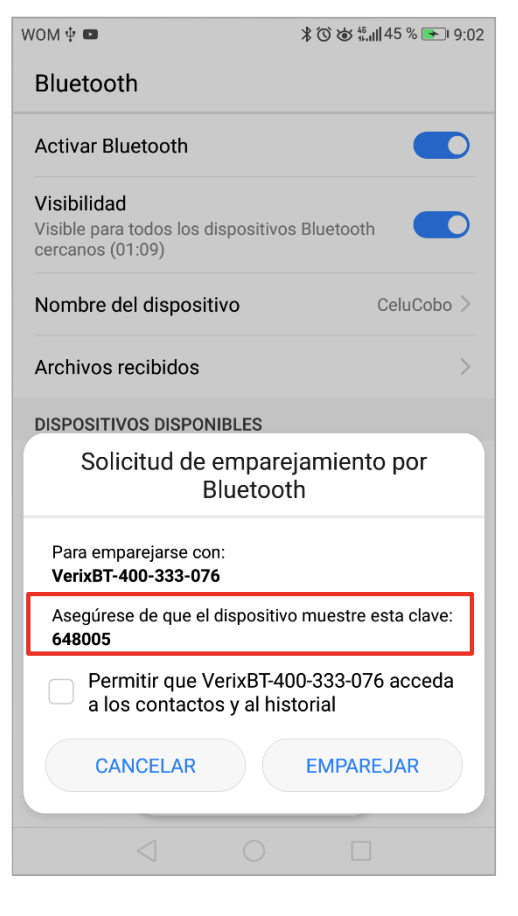 WOM 45 % 9:02
Bluetooth
Activar Bluetooth
Visibilidad
Visible para todos los dispositivos Bluetooth
cercanos (01:09)
Nombre del dispositivo CeluCobo
Archivos recibidos
DISPOSITIVOS DISPONIBLES
Solicitud de emparejamiento por
Bluetooth
Para emparejarse con:
VerixBT-400-333-076
Asegúrese de que el dispositivo muestre esta clave:
648005
Permitir que VerixBT-400-333-076 acceda
a los contactos y al historial
CANCELAR EMPAREJAR